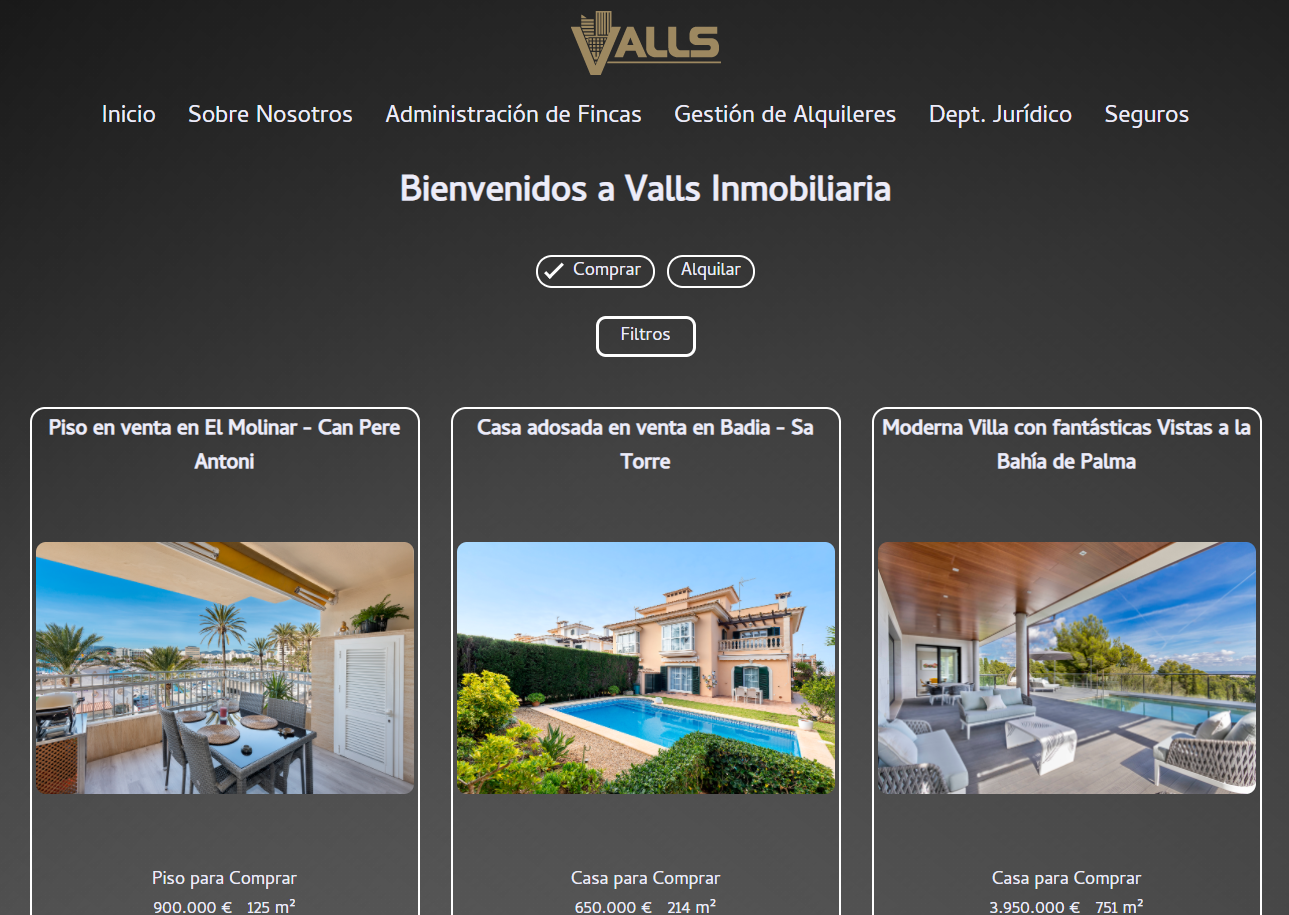 VALLS
Inicio Sobre Nosotros Administración de Fincas Gestión de Alquileres Dept. Jurídico Seguros
Bienvenidos a Valls Inmobiliaria
Comprar Alquilar
Filtros
Piso en venta en El Molinar - Can Pere
Antoni
Piso para Comprar
900.000 € 125 m²
Casa adosada en venta en Badia - Sa
Torre
Casa para Comprar
650.000 € 214 m²
Moderna Villa con fantásticas Vistas a la
Bahía de Palma
Casa para Comprar
3.950.000 € 751 m²